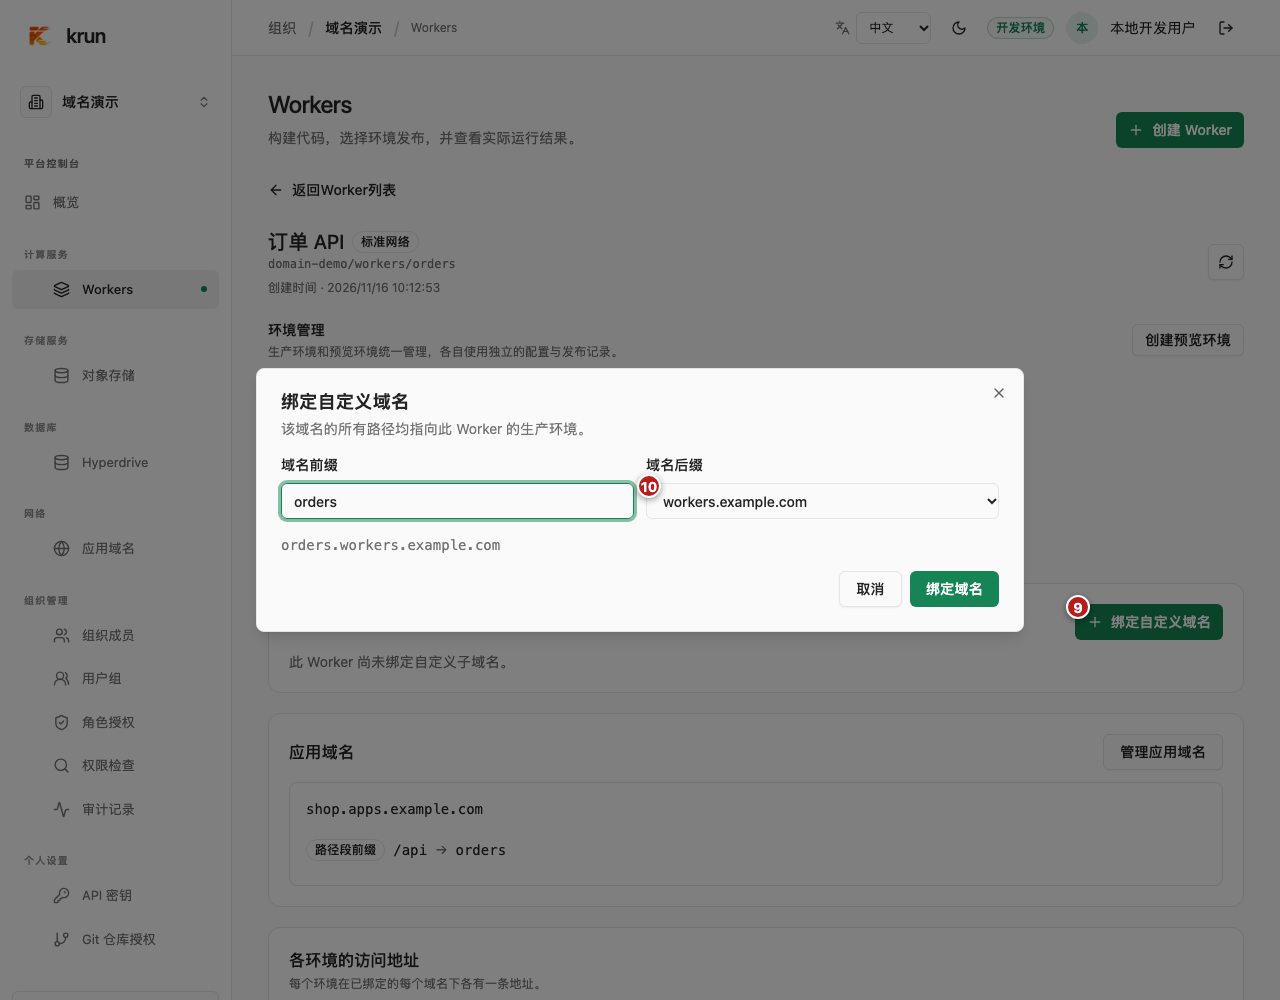 krun
组织 / 域名演示 / Workers
中文
开发环境
本
本地开发用户
域名演示
平台控制台
概览
计算服务
Workers
存储服务
对象存储
数据库
Hyperdrive
网络
应用域名
组织管理
组织成员
用户组
角色授权
权限检查
审计记录
个人设置
API 密钥
Git 仓库授权
Workers
构建代码，选择环境发布，并查看实际运行结果。
+ 创建 Worker
← 返回Worker列表
订单 API 标准网络
domain-demo/workers/orders
创建时间 · 2026/11/16 10:12:53
环境管理
生产环境和预览环境统一管理，各自使用独立的配置与发布记录。
创建预览环境
绑定自定义域名
该域名的所有路径均指向此 Worker 的生产环境。
域名前缀
域名后缀
orders
10
workers.example.com
orders.workers.example.com
取消
绑定域名
9
+ 绑定自定义域名
此 Worker 尚未绑定自定义子域名。
应用域名
管理应用域名
shop.apps.example.com
路径段前缀 /api → orders
各环境的访问地址
每个环境在已绑定的每个域名下各有一条地址。